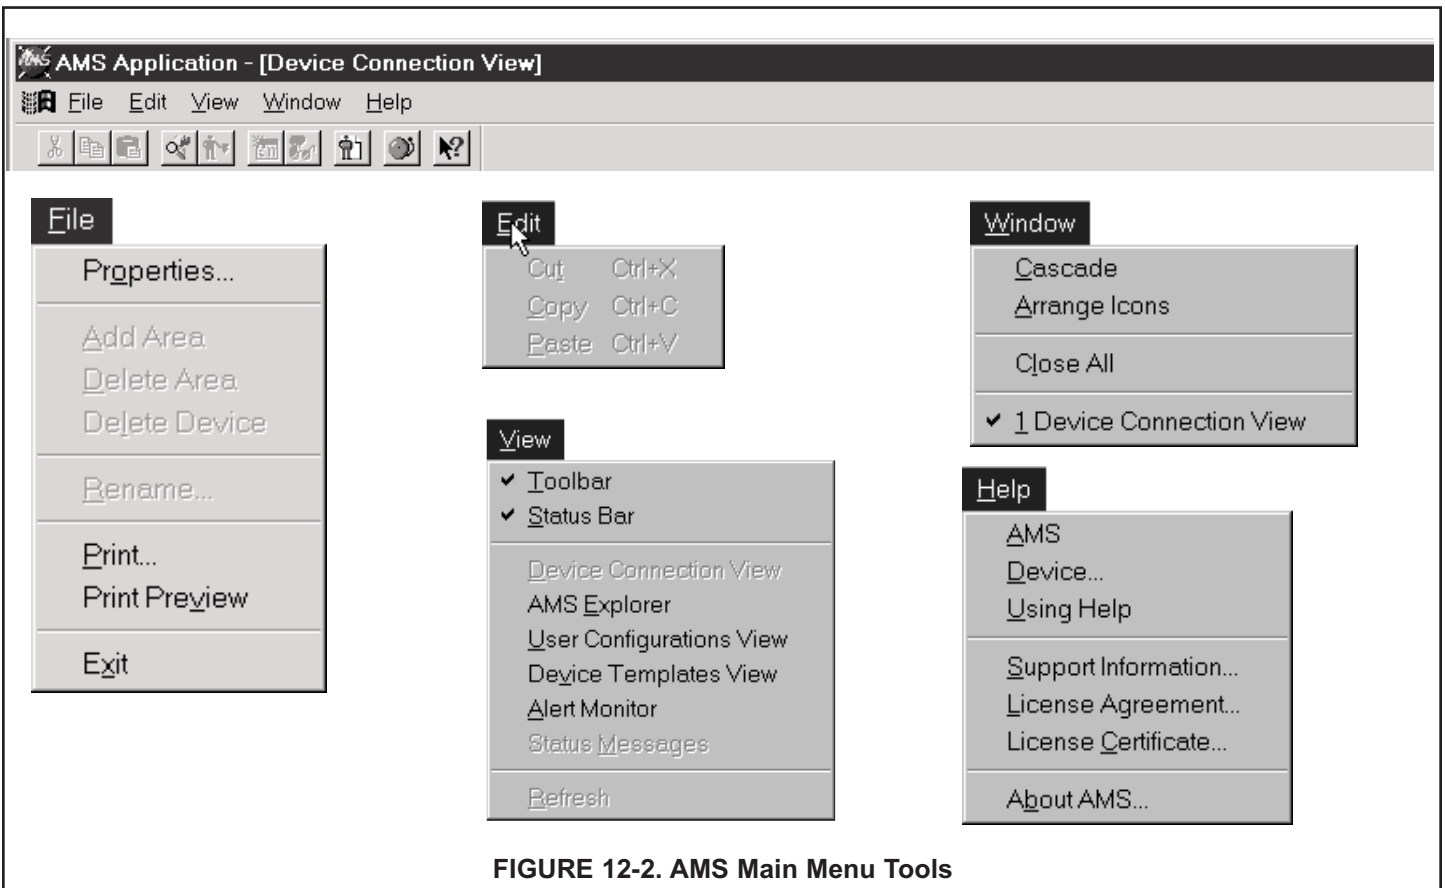 AMS Application - [Device Connection View]
File Edit View Window Help
File
Properties...
Add Area
Delete Area
Delete Device
Rename...
Print...
Print Preview
Exit
Edit
Cut Ctrl+X
Copy Ctrl+C
Paste Ctrl+V
View
Toolbar
Status Bar
Device Connection View
AMS Explorer
User Configurations View
Device Templates View
Alert Monitor
Status Messages
Refresh
Window
Cascade
Arrange Icons
Close All
1 Device Connection View
Help
AMS
Device...
Using Help
Support Information...
License Agreement...
License Certificate...
About AMS...
FIGURE 12-2. AMS Main Menu Tools